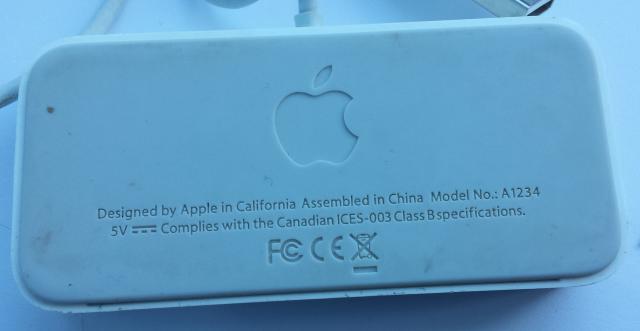 Designed by Apple in California Assembled in China Model No.: A1234
5V ⎓ Complies with the Canadian ICES-003 Class B specifications.
FC CE